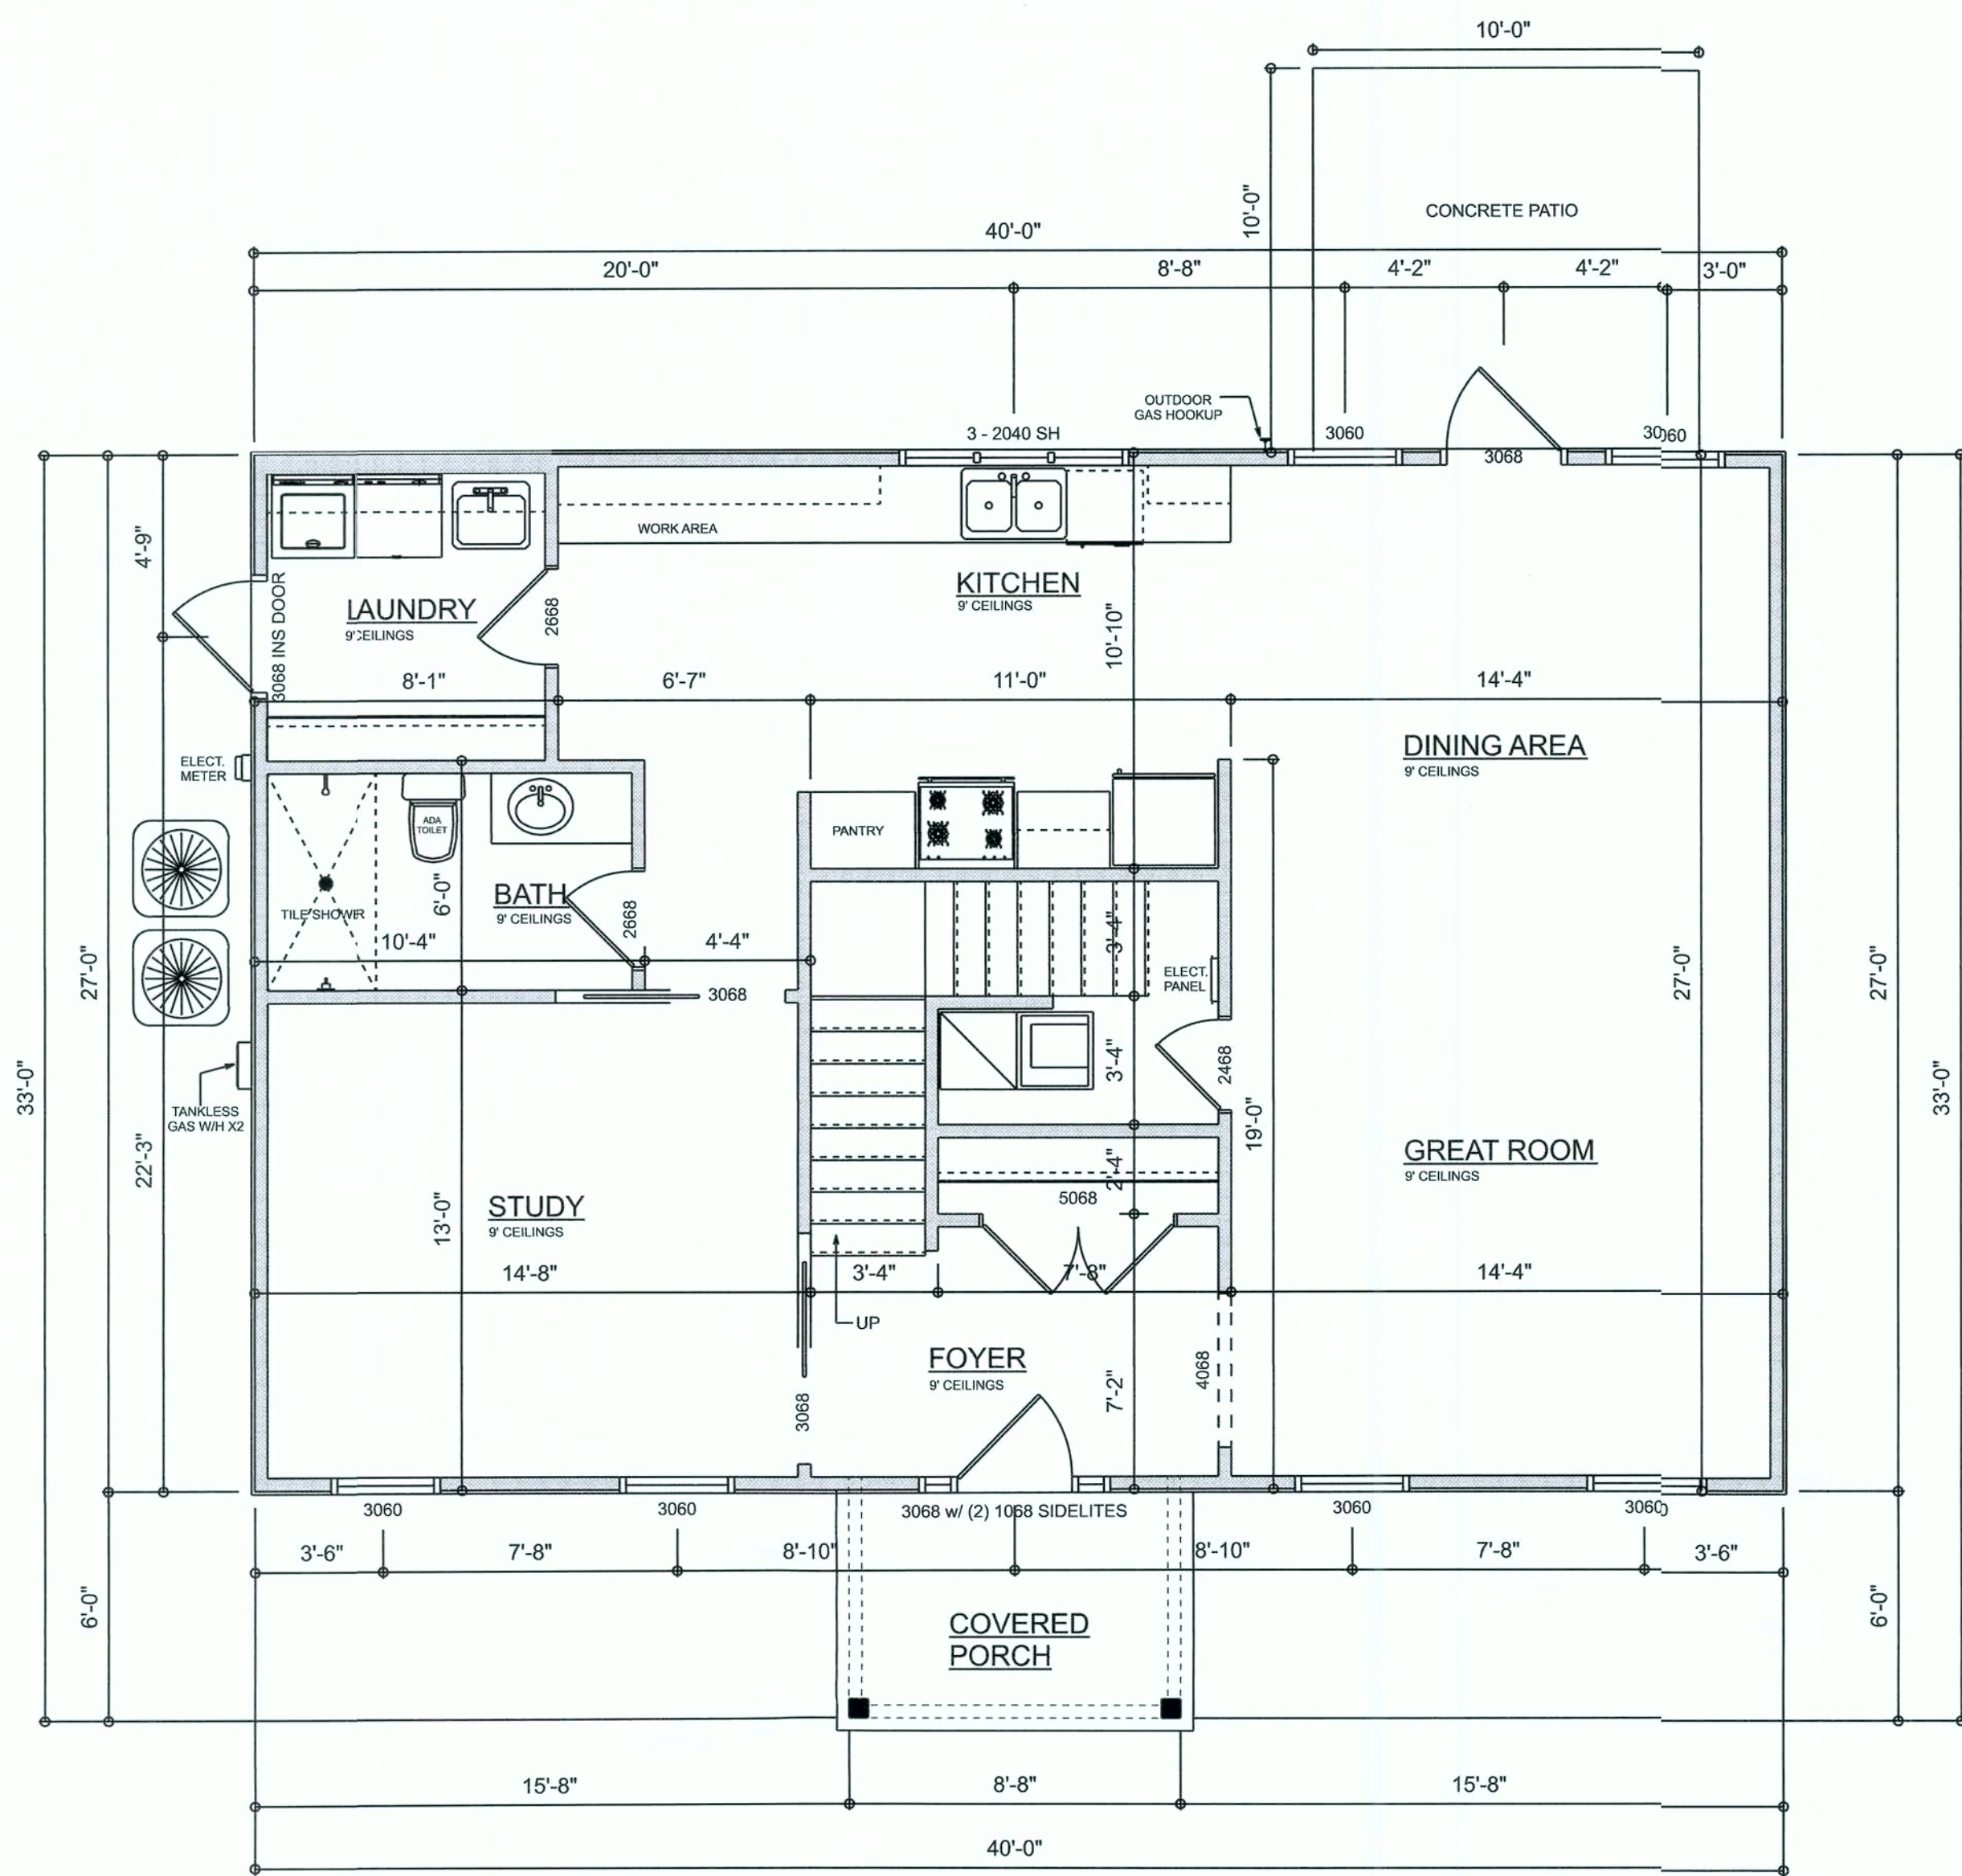 10'-0"
10'-0"
CONCRETE PATIO
40'-0"
20'-0"
8'-8"
4'-2"
4'-2"
3'-0"
OUTDOOR
GAS HOOKUP
3 - 2040 SH
3060
3068
WORK AREA
4'-9"
3068 INS DOOR
LAUNDRY
2668
KITCHEN
9' CEILINGS
10'-10"
8'-1"
6'-7"
11'-0"
14'-4"
DINING AREA
9' CEILINGS
ELECT.
METER
ADA
TOILET
PANTRY
BATH
9' CEILINGS
TILE SHOW
6'-0"
2668
10'-4"
4'-4"
3'-4"
ELECT.
PANEL
27'-0"
27'-0"
27'-0"
3068
33'-0"
33'-0"
TANKLESS
GAS W/H X2
22'-3"
3'-4"
2468
19'-0"
GREAT ROOM
9' CEILINGS
2'-4"
5068
STUDY
9' CEILINGS
13'-0"
14'-8"
3'-4"
7'-8"
14'-4"
UP
FOYER
9' CEILINGS
7'-2"
4068
3068
3060
3060
3068 w/ (2) 1068 SIDELITES
3060
3060
3'-6"
7'-8"
8'-10"
8'-10"
7'-8"
3'-6"
6'-0"
6'-0"
COVERED
PORCH
15'-8"
8'-8"
15'-8"
40'-0"